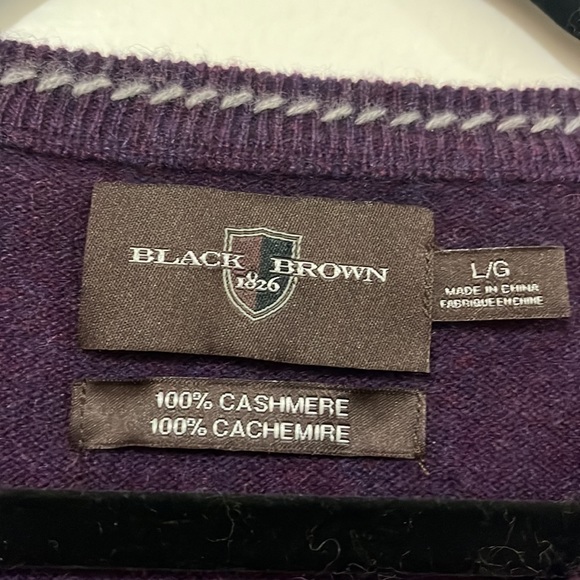 BLACK BROWN
1826
L/G
MADE IN CHINA
FABRIQUE EN CHINE
100% CASHMERE
100% CACHEMIRE